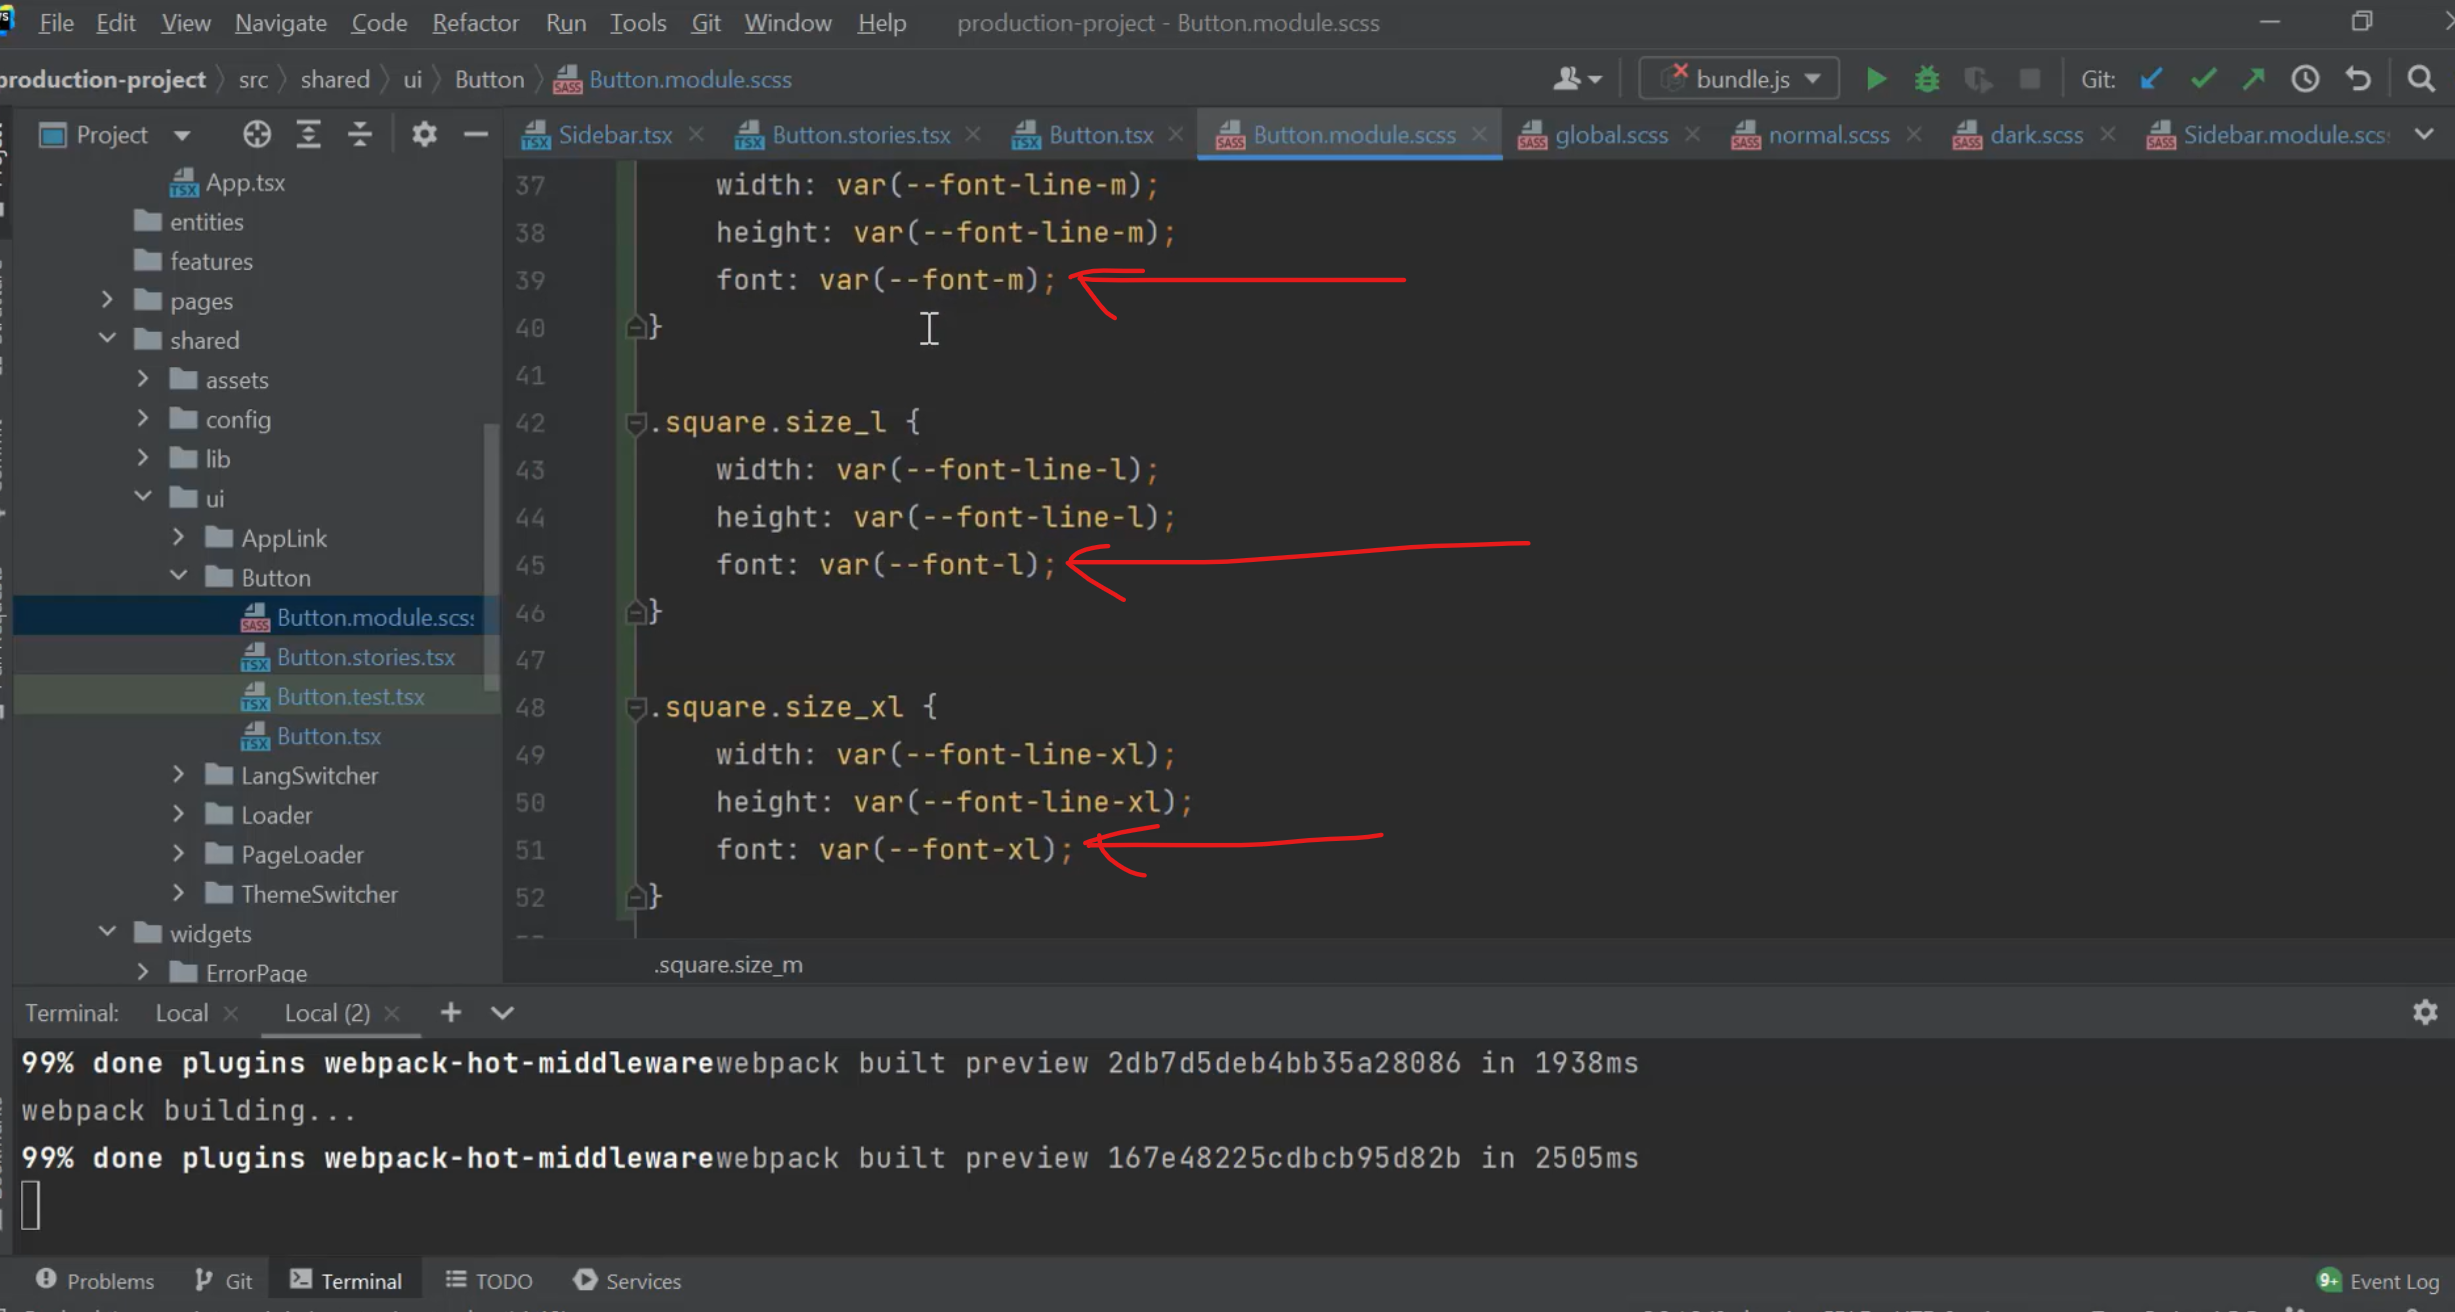 File Edit View Navigate Code Refactor Run Tools Git Window Help production-project - Button.module.scss
production-project src shared ui Button Button.module.scss bundle.js Git:
Project Sidebar.tsx Button.stories.tsx Button.tsx Button.module.scss global.scss normal.scss dark.scss Sidebar.module.scs
App.tsx
entities
features
pages
shared
assets
config
lib
ui
AppLink
Button
Button.module.scs
Button.stories.tsx
Button.test.tsx
Button.tsx
LangSwitcher
Loader
PageLoader
ThemeSwitcher
widgets
ErrorPage
37 width: var(--font-line-m);
38 height: var(--font-line-m);
39 font: var(--font-m);
40 }
41
42 .square.size_l {
43 width: var(--font-line-l);
44 height: var(--font-line-l);
45 font: var(--font-l);
46 }
47
48 .square.size_xl {
49 width: var(--font-line-xl);
50 height: var(--font-line-xl);
51 font: var(--font-xl);
52 }
.square.size_m
Terminal: Local Local (2)
99% done plugins webpack-hot-middlewarewebpack built preview 2db7d5deb4bb35a28086 in 1938ms
webpack building...
99% done plugins webpack-hot-middlewarewebpack built preview 167e48225cdbcb95d82b in 2505ms
Problems Git Terminal TODO Services 9+ Event Log